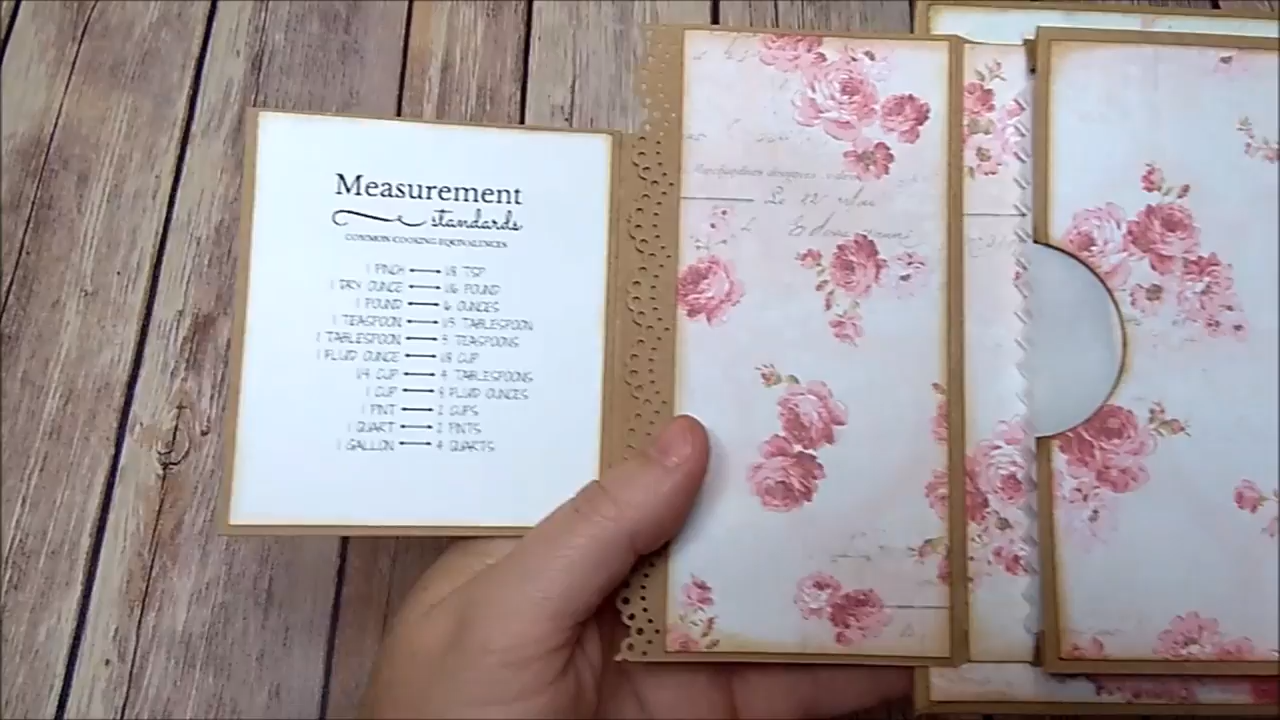 Measurement
standards
COMMON COOKING EQUIVALENCES
1 PINCH 1/8 TSP
1 DRY OUNCE 1/16 POUND
1 POUND 16 OUNCES
1 TEASPOON 1/3 TABLESPOON
1 TABLESPOON 3 TEASPOONS
1 FLUID OUNCE 1/8 CUP
1/4 CUP 4 TABLESPOONS
1 CUP 8 FLUID OUNCES
1 PINT 2 CUPS
1 QUART 2 PINTS
1 GALLON 4 QUARTS
Le 12